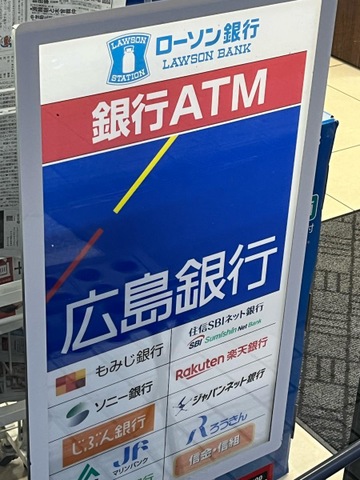 LAWSON
STATION
ローソン銀行
LAWSON BANK
銀行ATM
広島銀行
もみじ銀行
住信SBIネット銀行
SBI Sumishin Net Bank
ソニー銀行
Rakuten 楽天銀行
じぶん銀行
ジャパンネット銀行
JAマリンバンク
ろうきん
信金・信組